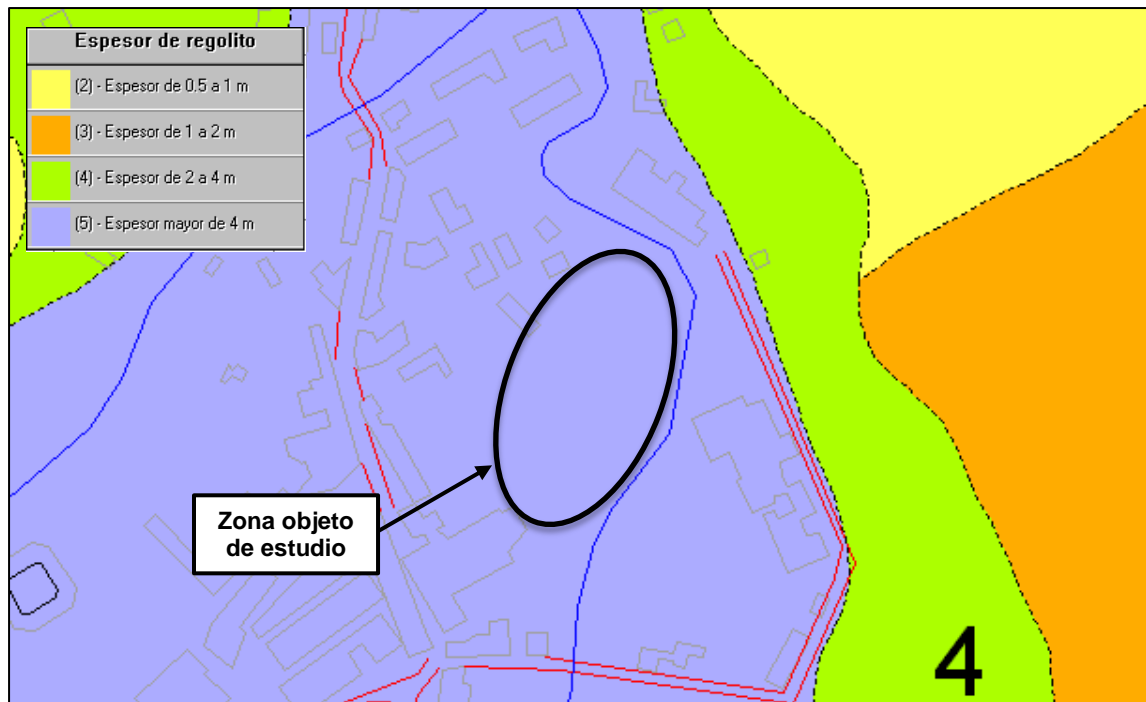 Espesor de regolito
(2) - Espesor de 0.5 a 1 m
(3) - Espesor de 1 a 2 m
(4) - Espesor de 2 a 4 m
(5) - Espesor mayor de 4 m
Zona objeto
de estudio
4